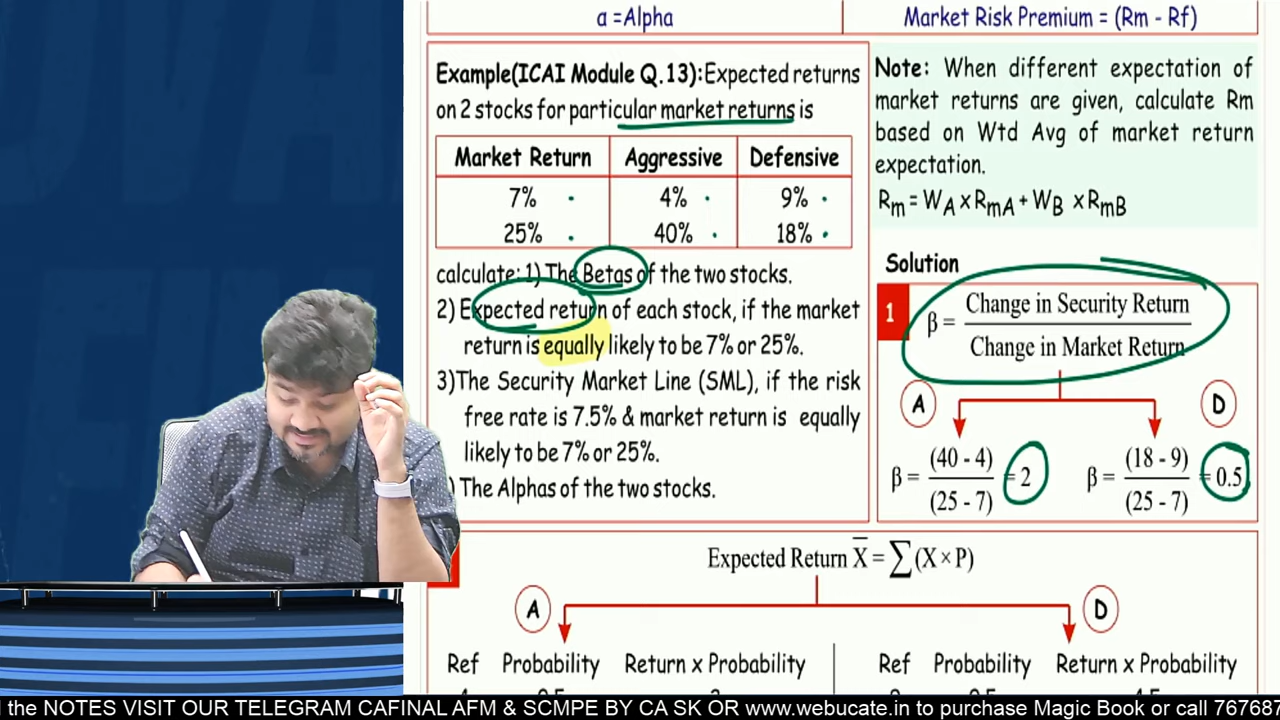 α =Alpha
Market Risk Premium = (Rm - Rf)
Example(ICAI Module Q.13):Expected returns
on 2 stocks for particular market returns is
Market Return Aggressive Defensive
7% 4% 9%
25% 40% 18%
calculate: 1) The Betas of the two stocks.
2) Expected return of each stock, if the market
return is equally likely to be 7% or 25%.
3)The Security Market Line (SML), if the risk
free rate is 7.5% & market return is equally
likely to be 7% or 25%.
) The Alphas of the two stocks.
Note: When different expectation of
market returns are given, calculate Rm
based on Wtd Avg of market return
expectation.
Rm = WA x RmA + WB x RmB
Solution
1
β = Change in Security Return
Change in Market Return
A D
β = (40 - 4) / (25 - 7) = 2
β = (18 - 9) / (25 - 7) = 0.5
Expected Return X̅ = ∑(X × P)
A D
Ref Probability Return x Probability
Ref Probability Return x Probability
the NOTES VISIT OUR TELEGRAM CAFINAL AFM & SCMPE BY CA SK OR www.webucate.in to purchase Magic Book or call 767687